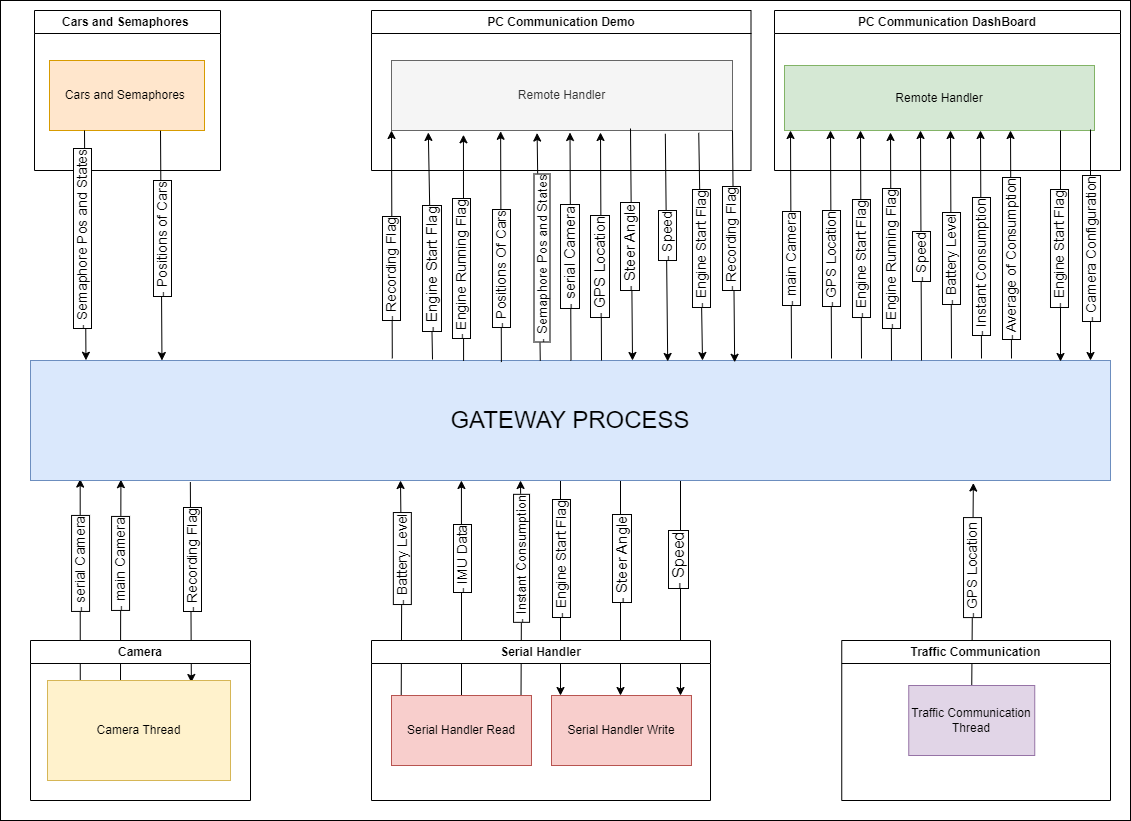 Cars and Semaphores
PC Communication Demo
PC Communication DashBoard
Cars and Semaphores
Remote Handler
Remote Handler
- Semaphore Pos and States
- Positions of Cars
- Recording Flag
- Engine Start Flag
- Engine Running Flag
- Positions Of Cars
- Semaphore Pos and States
- serial Camera
- GPS Location
- Steer Angle
- Speed
- Engine Start Flag
- Recording Flag
- main Camera
- GPS Location
- Engine Start Flag
- Engine Running Flag
- Speed
- Battery Level
- Instant Consumption
- Average of Consumption
- Engine Start Flag
- Camera Configuration
GATEWAY PROCESS
- serial Camera
- main Camera
- Recording Flag
- Battery Level
- IMU Data
- Instant Consumption
- Engine Start Flag
- Steer Angle
- Speed
- GPS Location
Camera
Serial Handler
Traffic Communication
Camera Thread
Serial Handler Read
Serial Handler Write
Traffic Communication
Thread